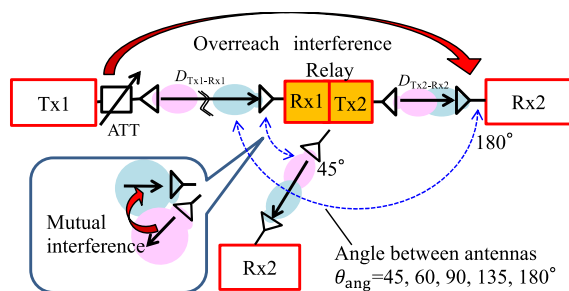 Overreach interference
Relay
Tx1
ATT
D_Tx1-Rx1
Rx1
Tx2
D_Tx2-Rx2
Rx2
180°
45°
Mutual
interference
Rx2
Angle between antennas
θ_ang=45, 60, 90, 135, 180°